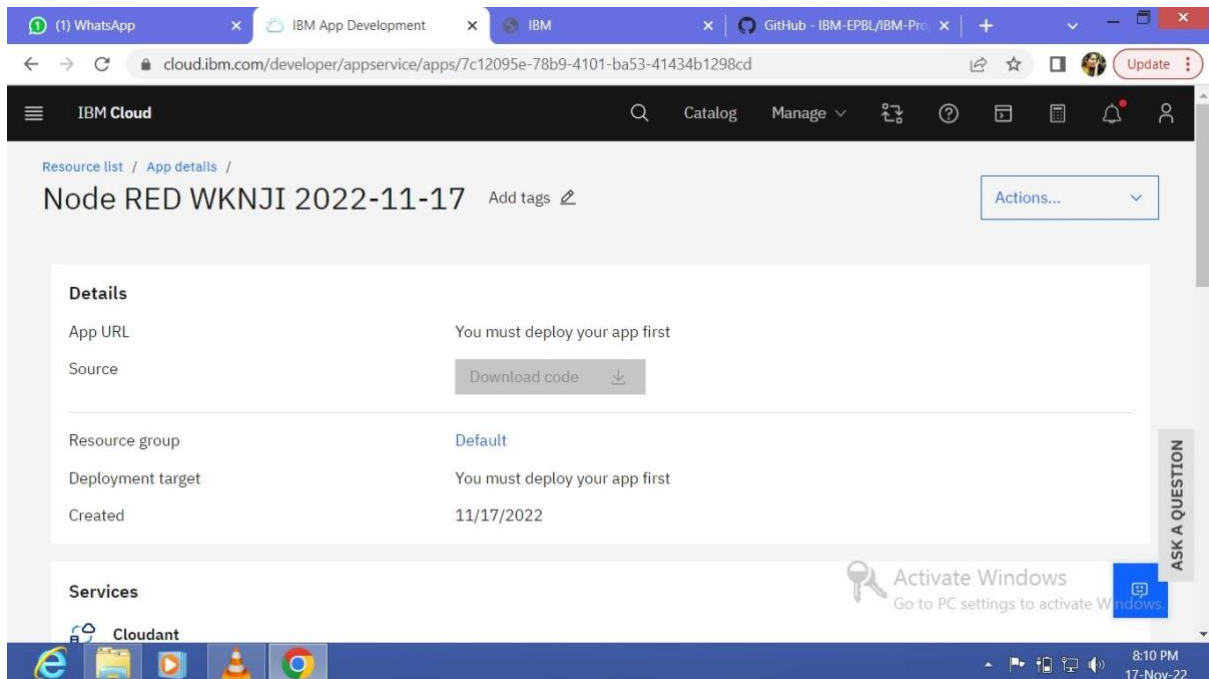 (1) WhatsApp
IBM App Development
IBM
GitHub - IBM-EPBL/IBM-Pro
cloud.ibm.com/developer/appservice/apps/7c12095e-78b9-4101-ba53-41434b1298cd
Update
IBM Cloud
Catalog
Manage
Resource list / App details /
Node RED WKNJI 2022-11-17
Add tags
Actions...
Details
App URL
You must deploy your app first
Source
Download code
Resource group
Default
Deployment target
You must deploy your app first
Created
11/17/2022
ASK A QUESTION
Services
Cloudant
Activate Windows
Go to PC settings to activate Windows.
8:10 PM
17-Nov-22